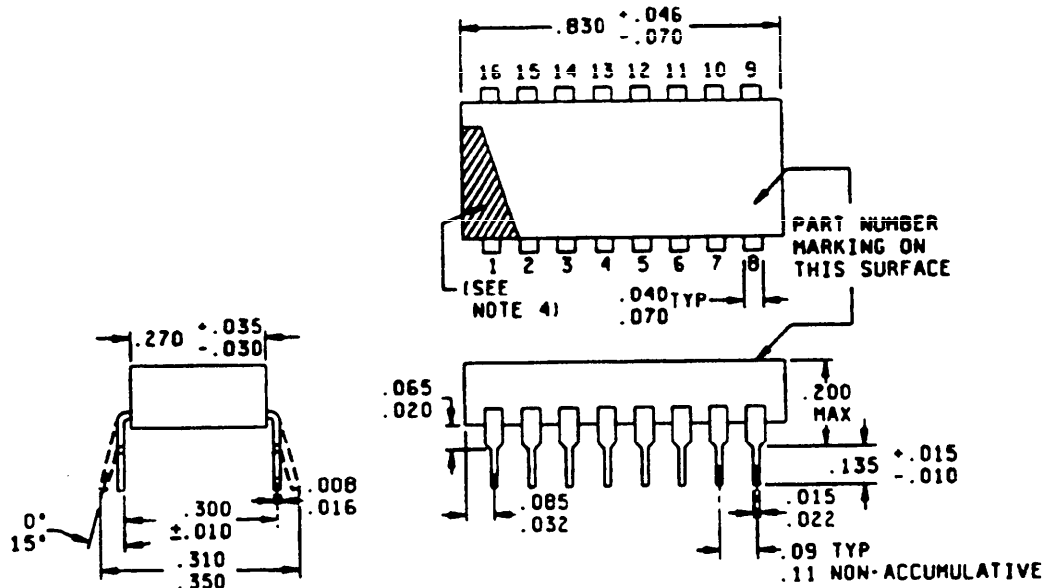 .830 +.046
-.070
16 15 14 13 12 11 10 9
1 2 3 4 5 6 7 8
(SEE
NOTE 4)
.040 TYP
.070
PART NUMBER
MARKING ON
THIS SURFACE
.270 +.035
-.030
0°
15°
.300
±.010
.310
.350
.008
.016
.065
.020
.085
.032
.200
MAX
.135 +.015
-.010
.015
.022
.09 TYP
.11 NON-ACCUMULATIVE